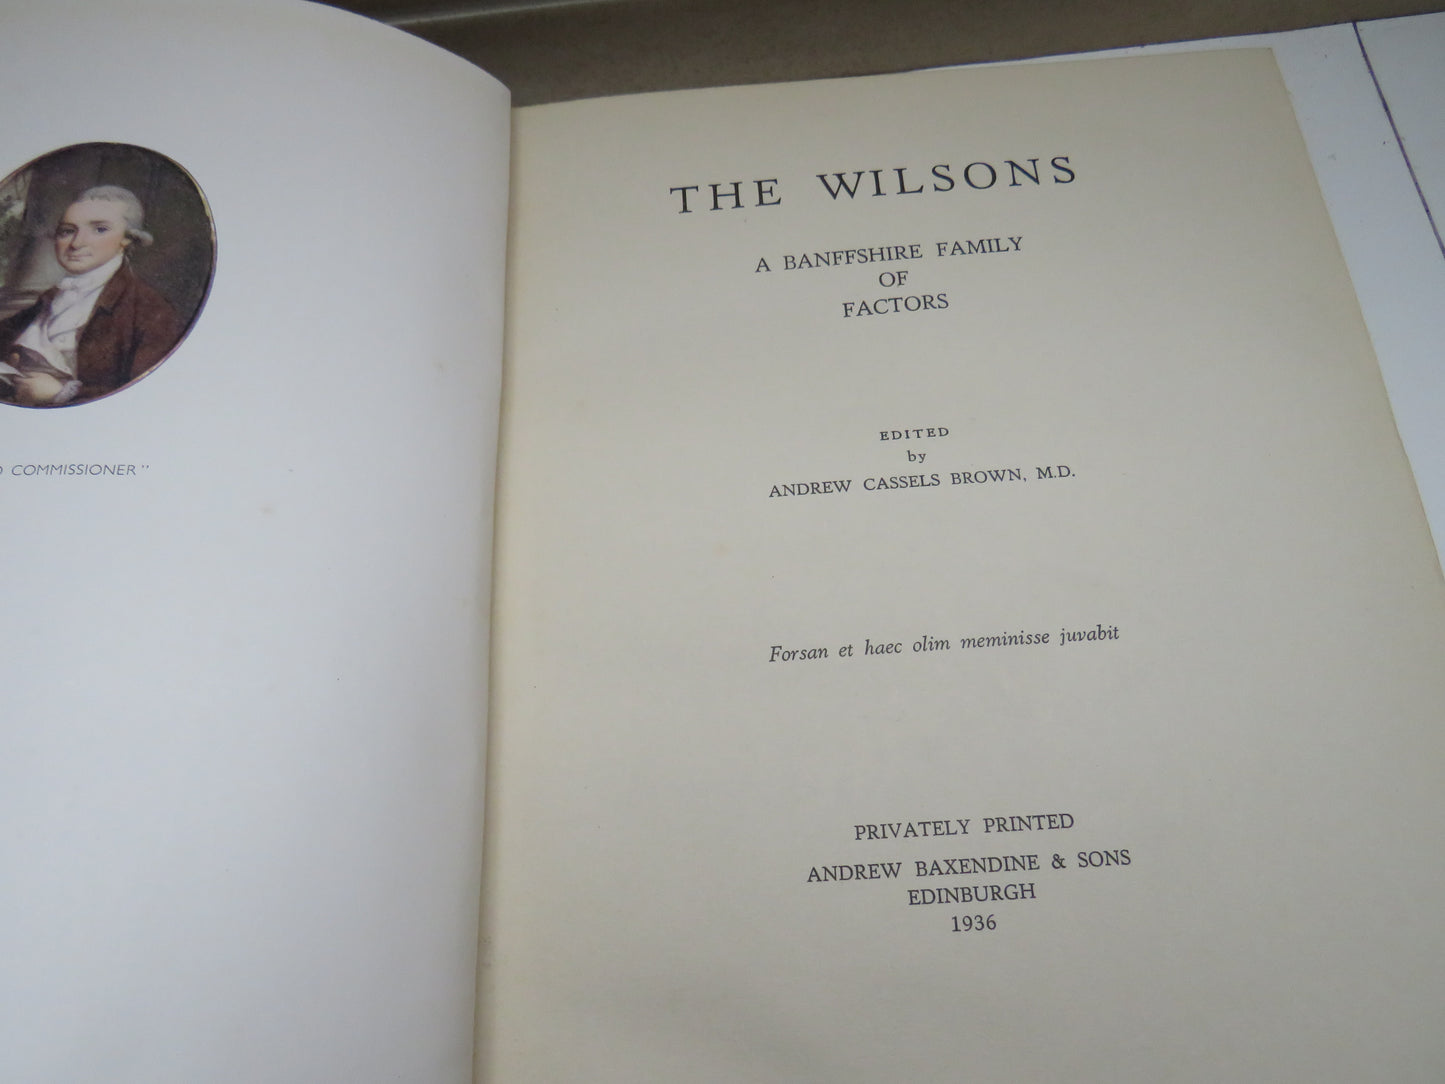 COMMISSIONER"
THE WILSONS
A BANFFSHIRE FAMILY
OF
FACTORS
EDITED
by
ANDREW CASSELS BROWN, M.D.
Forsan et haec olim meminisse juvabit
PRIVATELY PRINTED
ANDREW BAXENDINE & SONS
EDINBURGH
1936